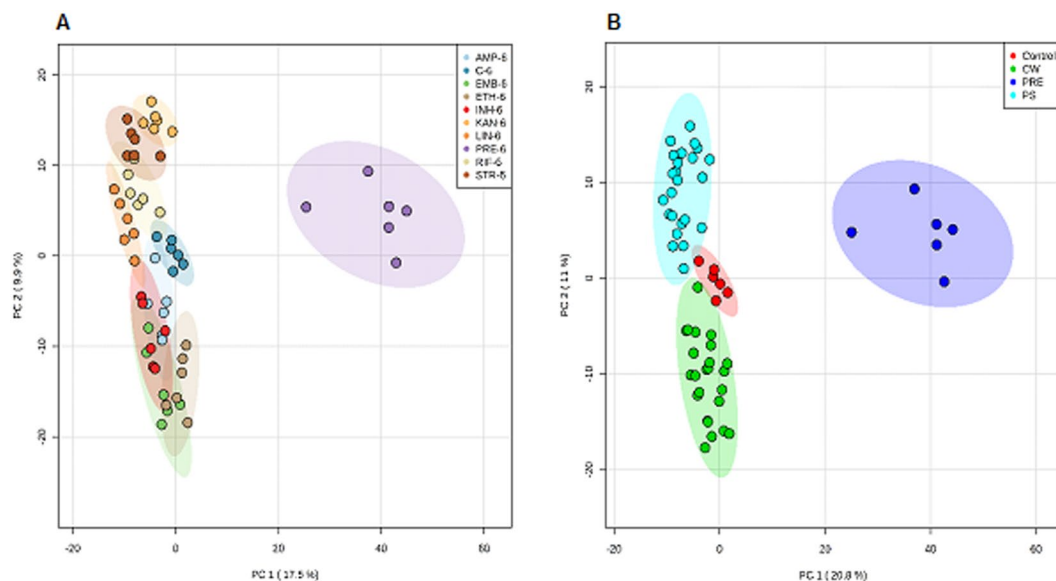 A
AMP-6
C-6
EMB-6
ETH-6
INH-6
KAN-6
LIN-6
PRE-6
RIF-6
STR-6
20
10
0
-10
-20
PC 2 ( 9.9 %)
-20
0
20
40
60
PC 1 ( 17.5 %)
B
Control
CW
PRE
PS
20
10
0
-10
-20
PC 2 ( 11 %)
-20
0
20
40
60
PC 1 ( 20.8 %)